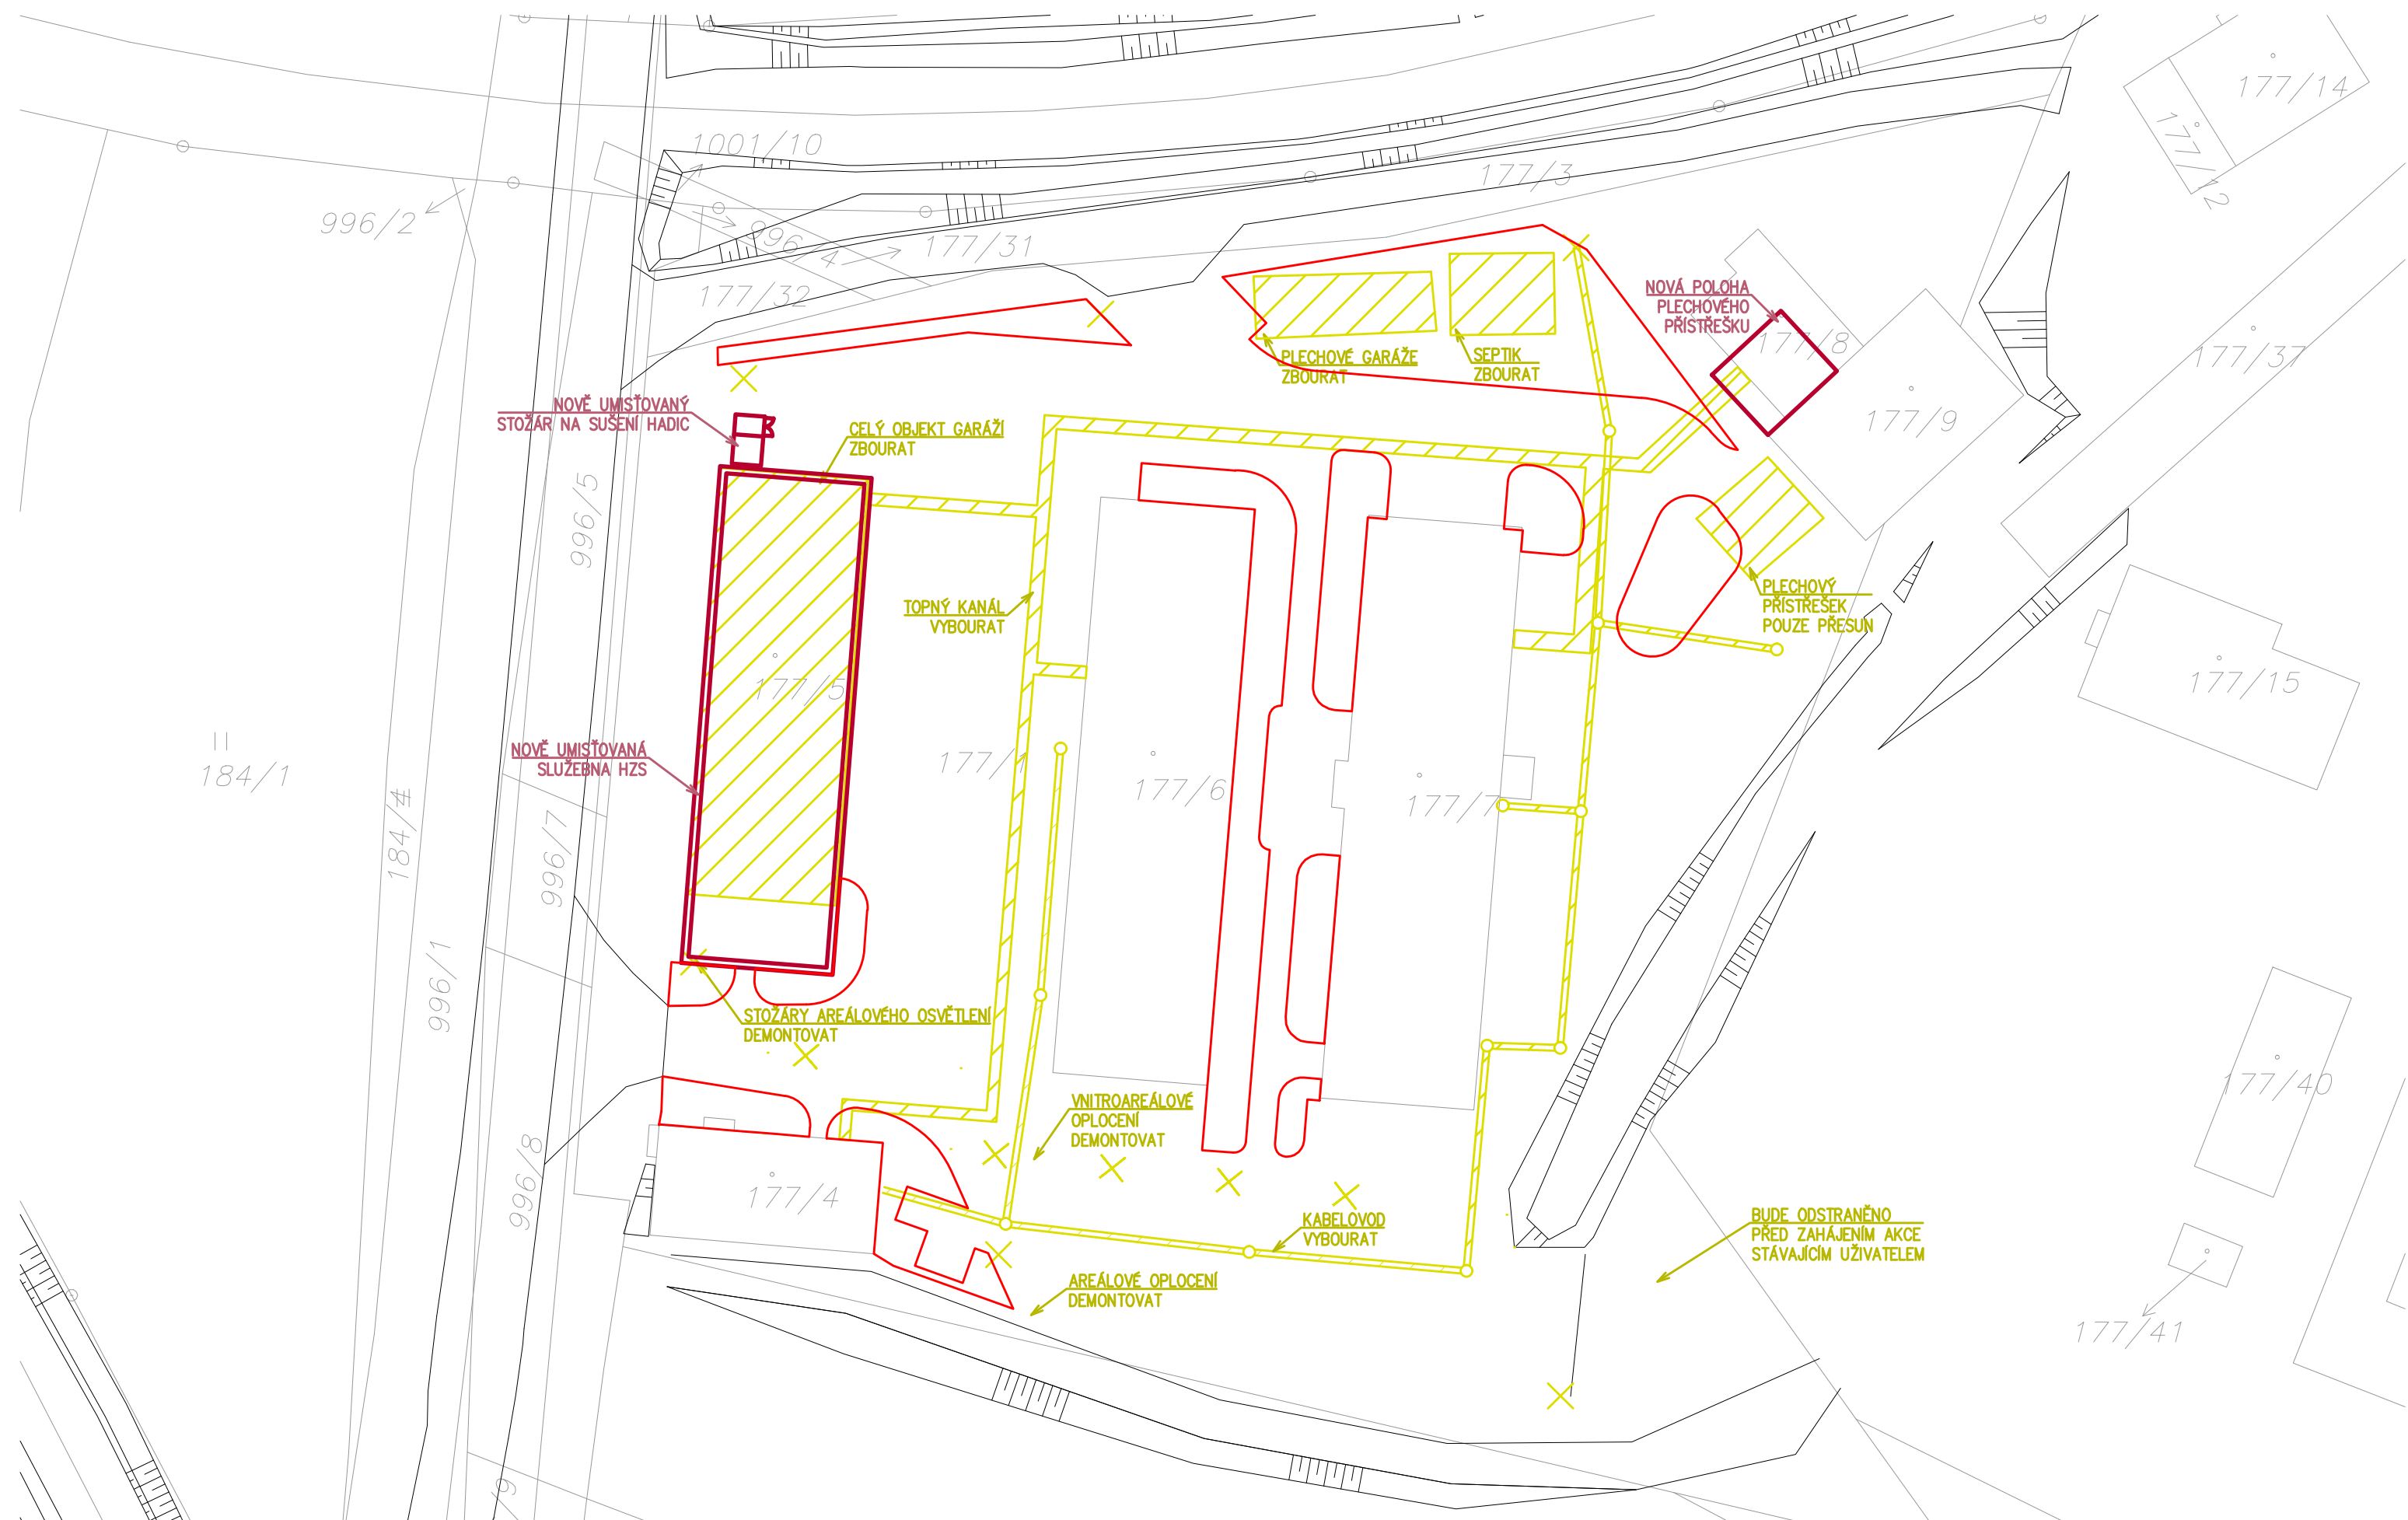 177/14
177/2
1001/10
177/3
996/2
996/4
177/31
177/32
NOVÁ POLOHA
PLECHOVÉHO
PŘÍSTŘEŠKU
177/8
177/37
PLECHOVÉ GARÁŽE
ZBOURAT
SEPTIK
ZBOURAT
NOVĚ UMISŤOVANÝ
STOŽÁR NA SUŠENÍ HADIC
CELÝ OBJEKT GARÁŽÍ
ZBOURAT
177/9
996/5
TOPNÝ KANÁL
VYBOURAT
PLECHOVÝ
PŘÍSTŘEŠEK
POUZE PŘESUN
177/5
177/15
NOVĚ UMISŤOVANÁ
SLUŽEBNA HZS
177/1
177/6
177/7
184/1
184/4
996/7
996/1
STOŽÁRY AREÁLOVÉHO OSVĚTLENÍ
DEMONTOVAT
177/40
VNITROAREÁLOVÉ
OPLOCENÍ
DEMONTOVAT
996/8
177/4
KABELOVOD
VYBOURAT
BUDE ODSTRANĚNO
PŘED ZAHÁJENÍM AKCE
STÁVAJÍCÍM UŽIVATELEM
AREÁLOVÉ OPLOCENÍ
DEMONTOVAT
177/41
/9